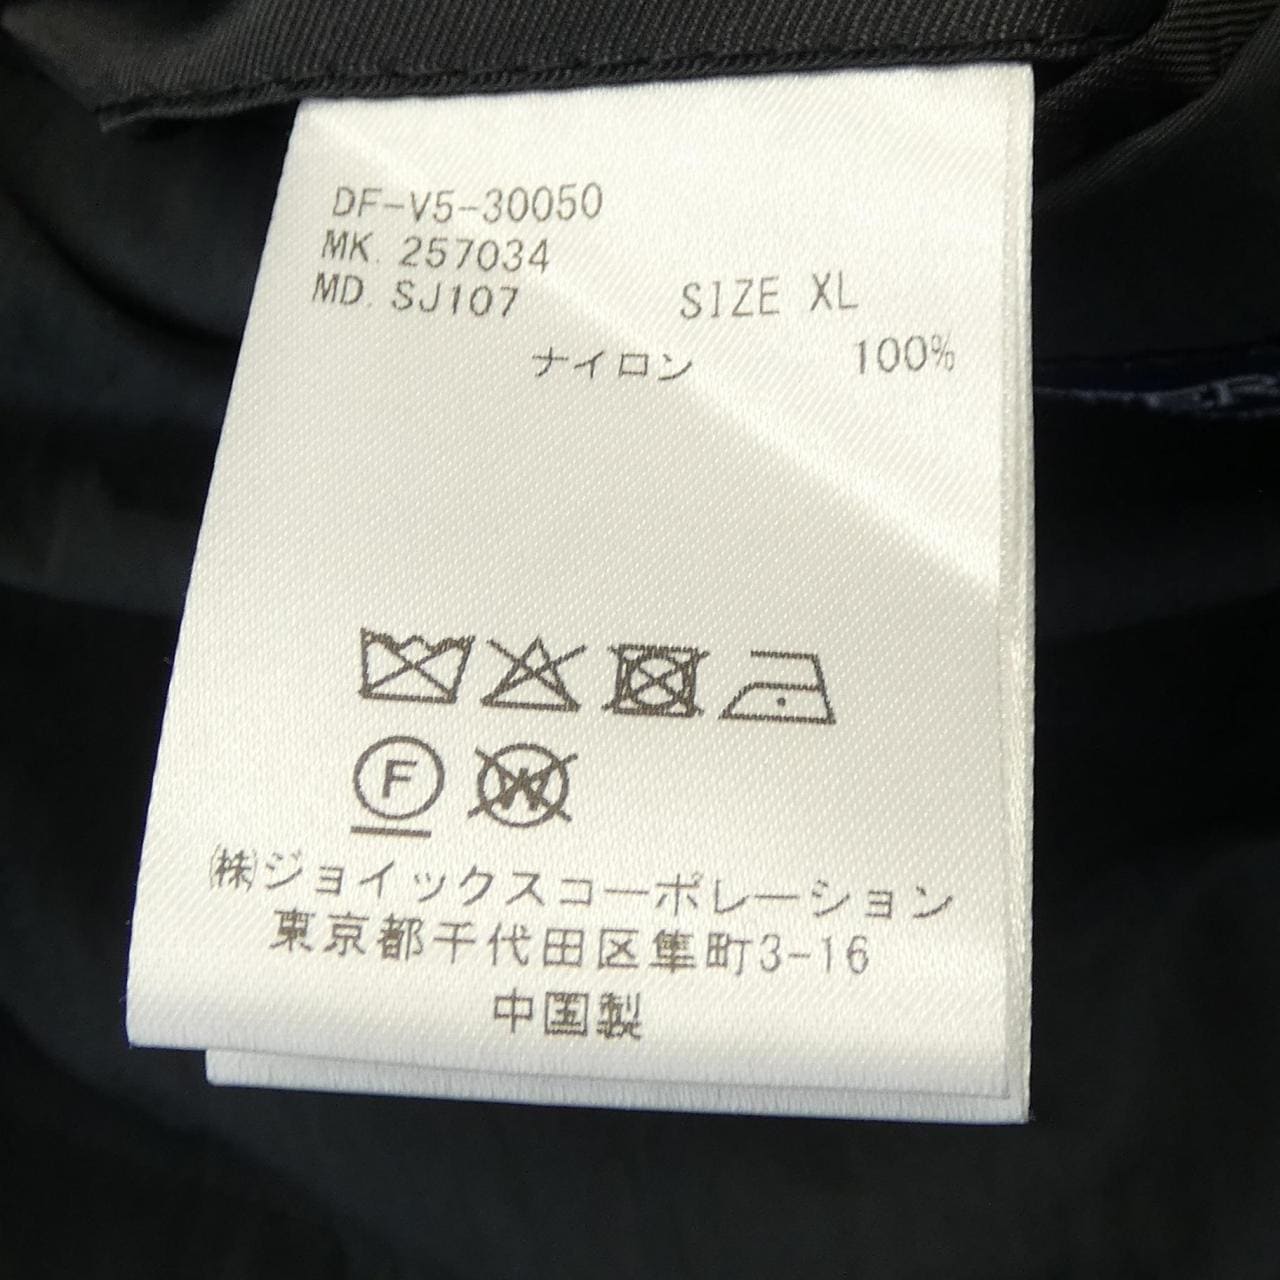 DF-V5-30050
MK. 257034
MD. SJ107 SIZE XL
ナイロン 100%
F
W
㈱ジョイックスコーポレーション
東京都千代田区隼町3-16
中国製